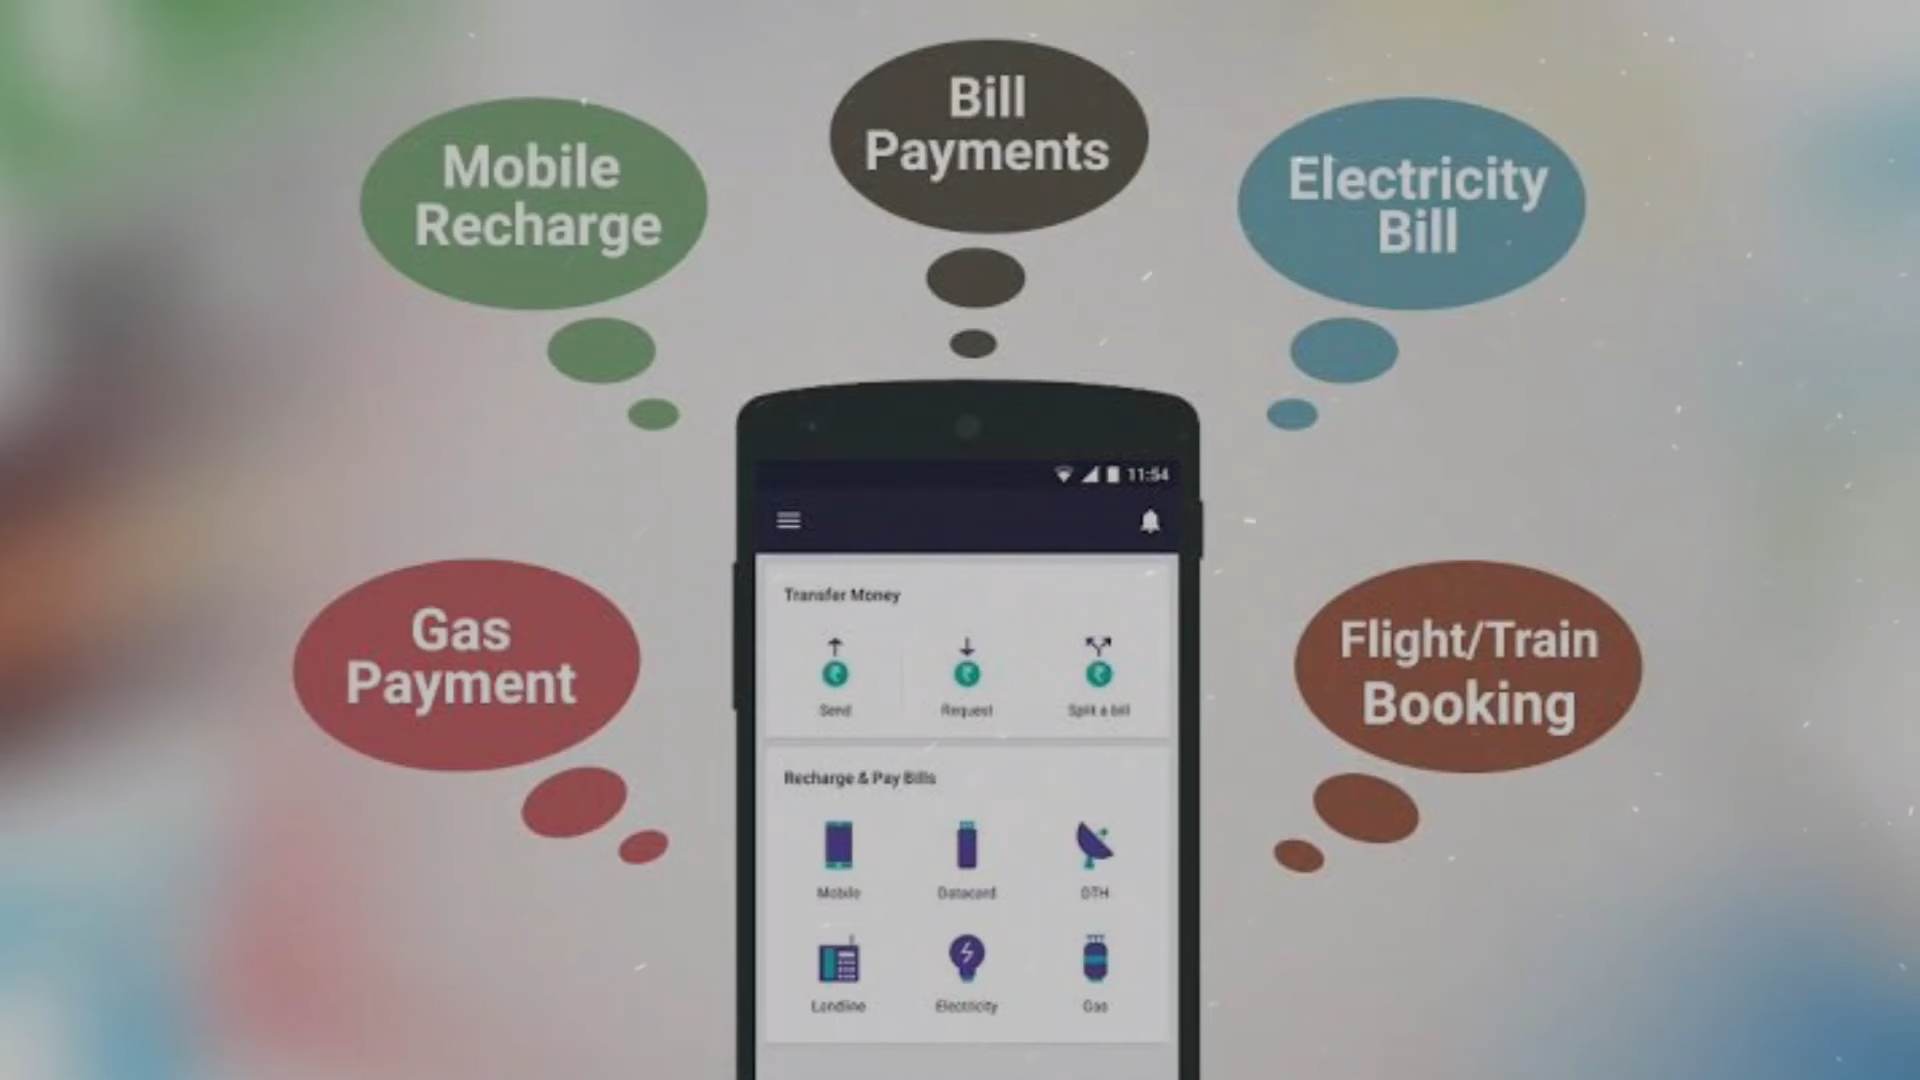 Bill
Payments
Mobile
Recharge
Electricity
Bill
Gas
Payment
Flight/Train
Booking
11:54
Transfer Money
Send
Request
Split a bill
Recharge & Pay Bills
Mobile
Datacard
DTH
Landline
Electricity
Gas